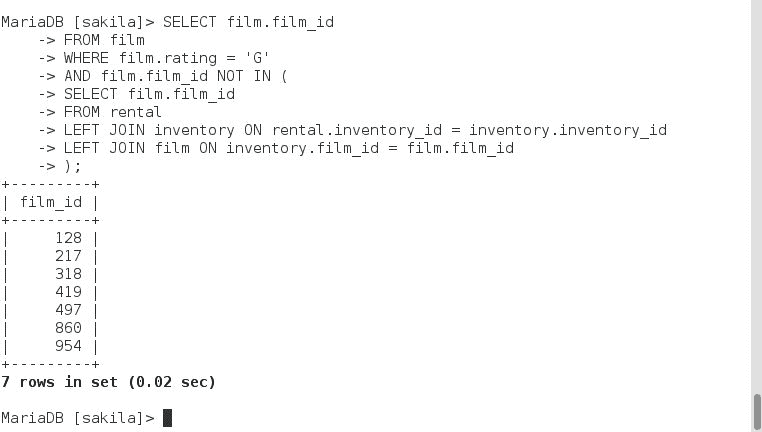 MariaDB [sakila]> SELECT film.film_id
    -> FROM film
    -> WHERE film.rating = 'G'
    -> AND film.film_id NOT IN (
    -> SELECT film.film_id
    -> FROM rental
    -> LEFT JOIN inventory ON rental.inventory_id = inventory.inventory_id
    -> LEFT JOIN film ON inventory.film_id = film.film_id
    -> );
+---------+
| film_id |
+---------+
|     128 |
|     217 |
|     318 |
|     419 |
|     497 |
|     860 |
|     954 |
+---------+
7 rows in set (0.02 sec)
MariaDB [sakila]>